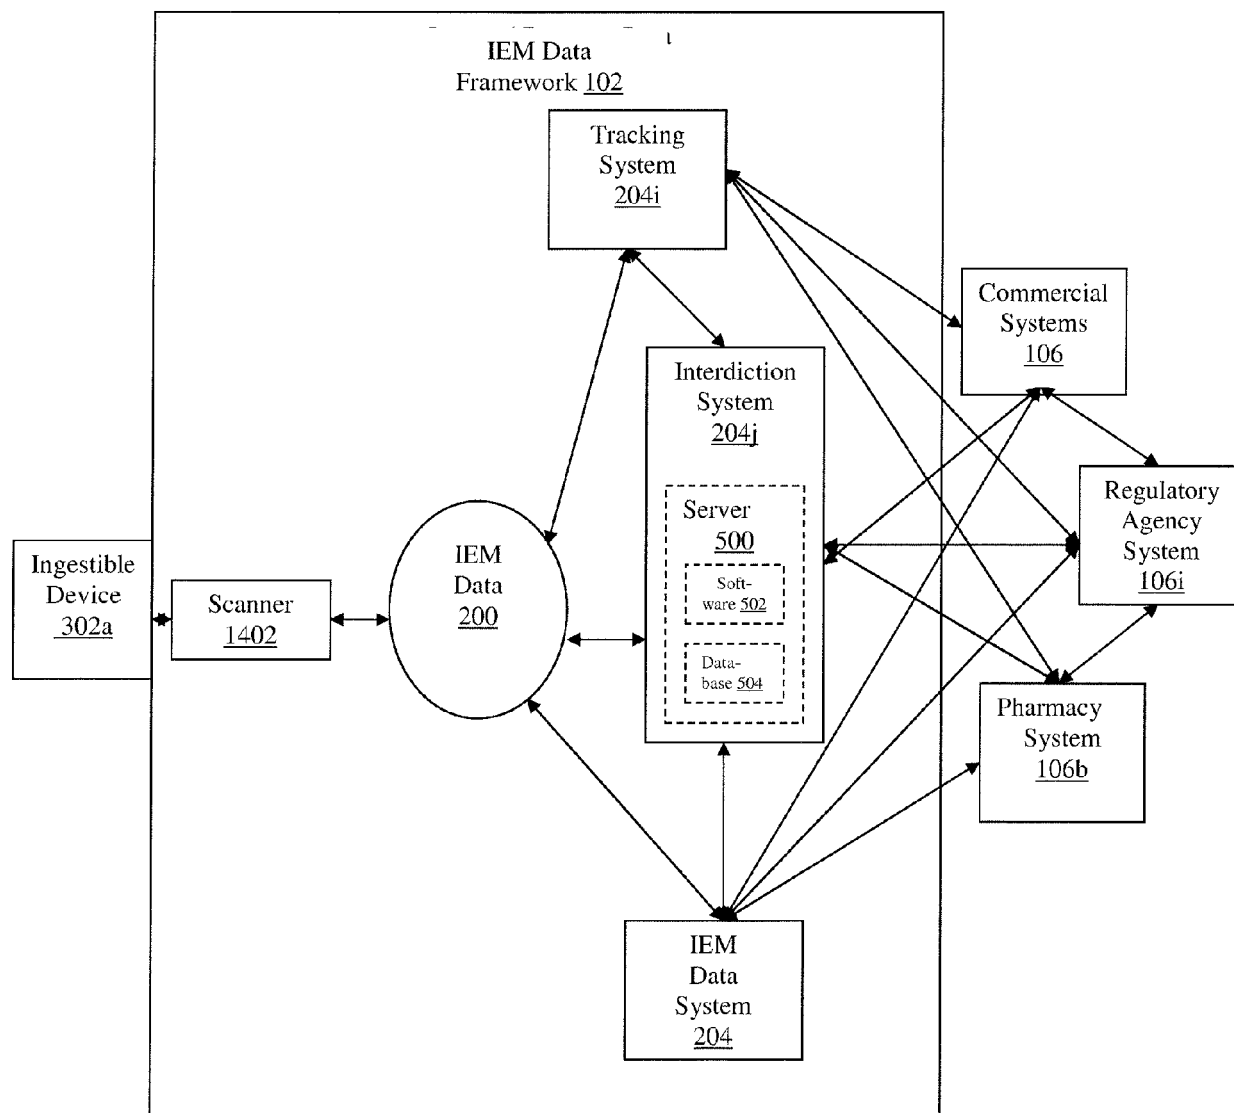 IEM Data
Framework 102
Tracking
System
204i
Commercial
Systems
106
Interdiction
System
204j
Regulatory
Agency
System
106i
Server
500
Soft-
ware 502
Data-
base 504
IEM
Data
200
Ingestible
Device
302a
Scanner
1402
Pharmacy
System
106b
IEM
Data
System
204